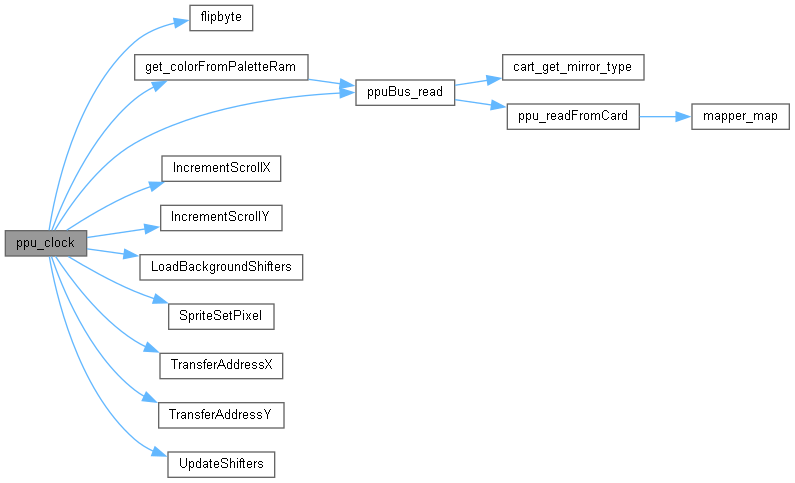 flipbyte
get_colorFromPaletteRam
cart_get_mirror_type
ppuBus_read
ppu_readFromCard
mapper_map
IncrementScrollX
IncrementScrollY
ppu_clock
LoadBackgroundShifters
SpriteSetPixel
TransferAddressX
TransferAddressY
UpdateShifters